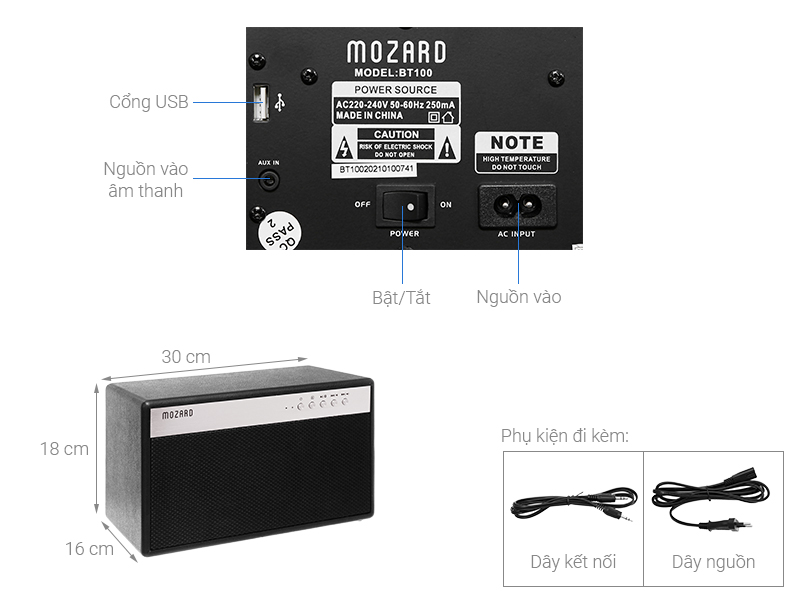 MOZARD
MODEL:BT100
POWER SOURCE
AC220-240V 50-60Hz 250mA
MADE IN CHINA
CAUTION
RISK OF ELECTRIC SHOCK
DO NOT OPEN
BT10020210100741
NOTE
HIGH TEMPERATURE
DO NOT TOUCH
AUX IN
OFF
ON
POWER
AC INPUT
QC
PASS
2
Cổng USB
Nguồn vào
âm thanh
Bật/Tắt
Nguồn vào
30 cm
18 cm
16 cm
MOZARD
Phụ kiện đi kèm:
Dây kết nối
Dây nguồn